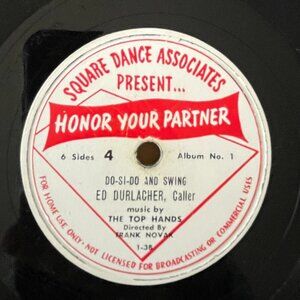 SQUARE DANCE ASSOCIATES
PRESENT...
HONOR YOUR PARTNER
6 Sides 4 Album No. 1
DO-SI-DO AND SWING
ED DURLACHER, Caller
music by
THE TOP HANDS
Directed By
FRANK NOVAK
1-3B
FOR HOME USE ONLY. NOT LICENSED FOR BROADCASTING OR COMMERCIAL USES